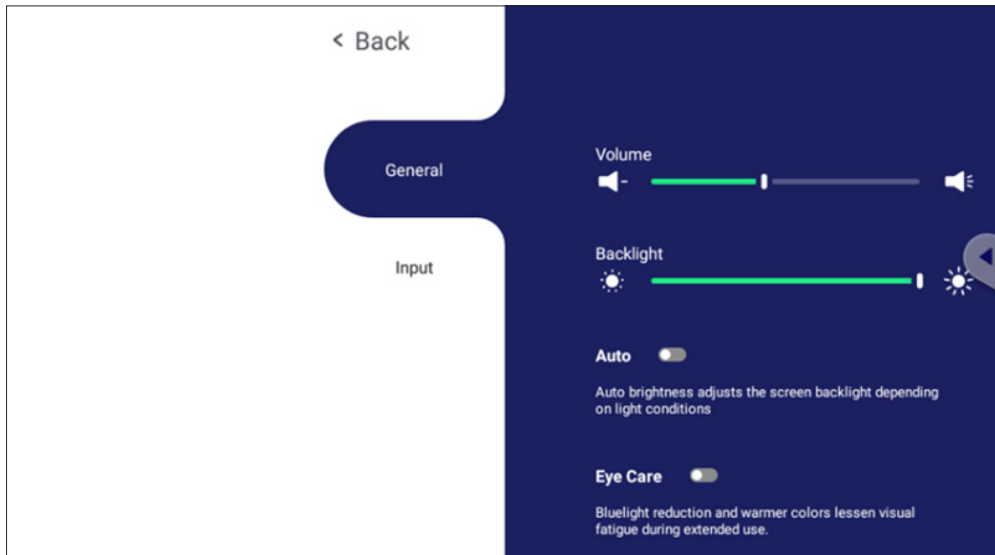 < Back
General
Input
Volume
Backlight
Auto
Auto brightness adjusts the screen backlight depending
on light conditions
Eye Care
Bluelight reduction and warmer colors lessen visual
fatigue during extended use.